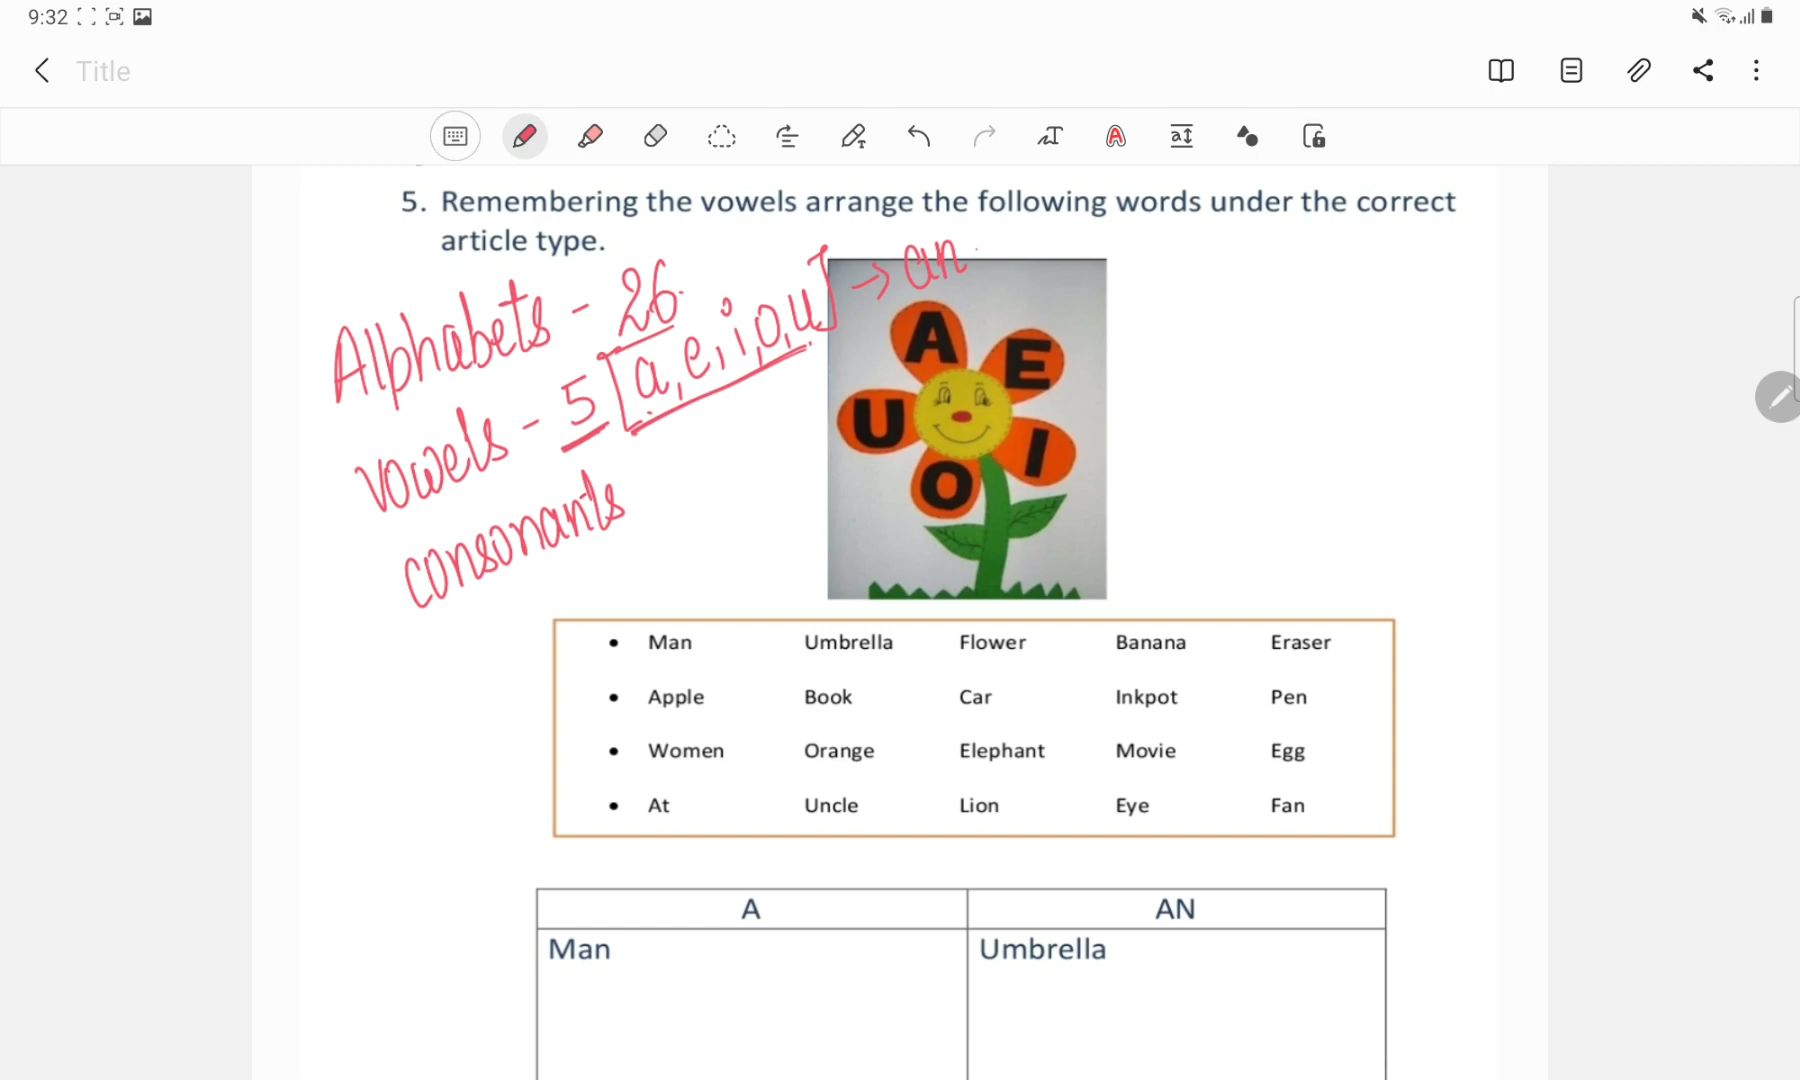 9:32
Title
5. Remembering the vowels arrange the following words under the correct
article type.
Alphabets - 26
vowels - 5 [a, e, i, o, u] → an
consonants
A
E
U
I
O
• Man Umbrella Flower Banana Eraser
• Apple Book Car Inkpot Pen
• Women Orange Elephant Movie Egg
• At Uncle Lion Eye Fan
A AN
Man Umbrella